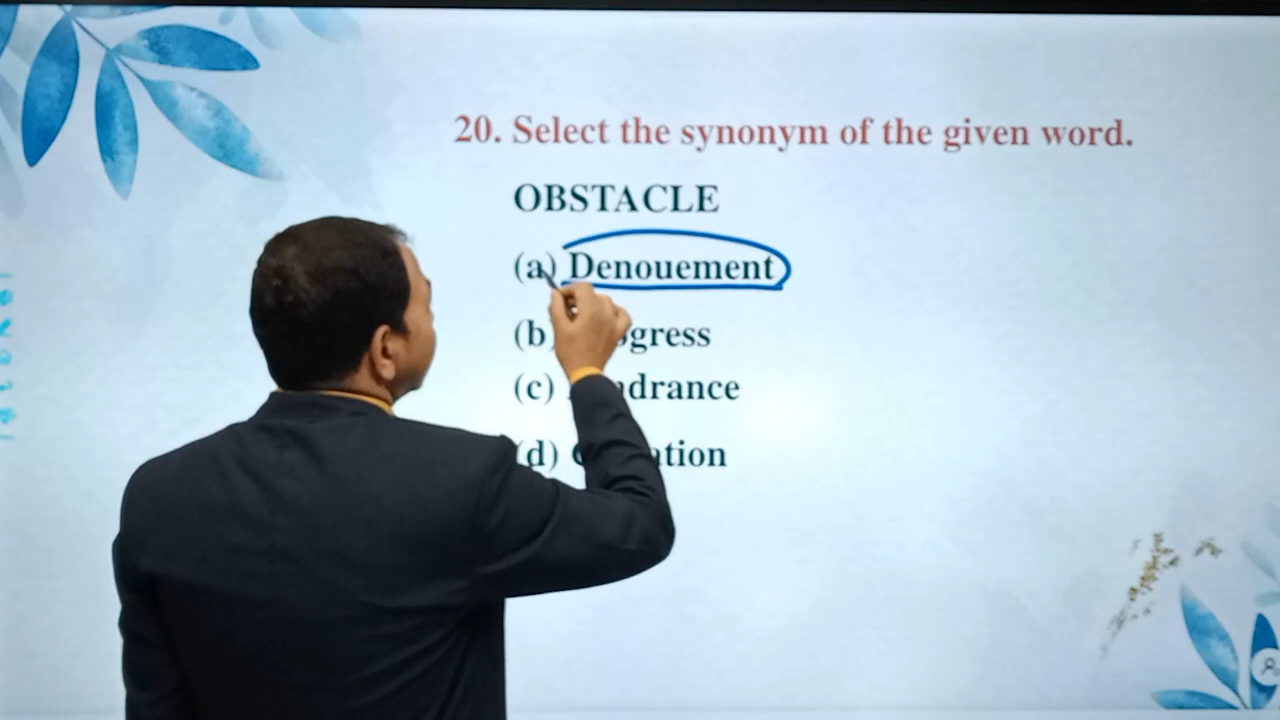 20. Select the synonym of the given word.
OBSTACLE
(a) Denouement
(b
(c)
(d)